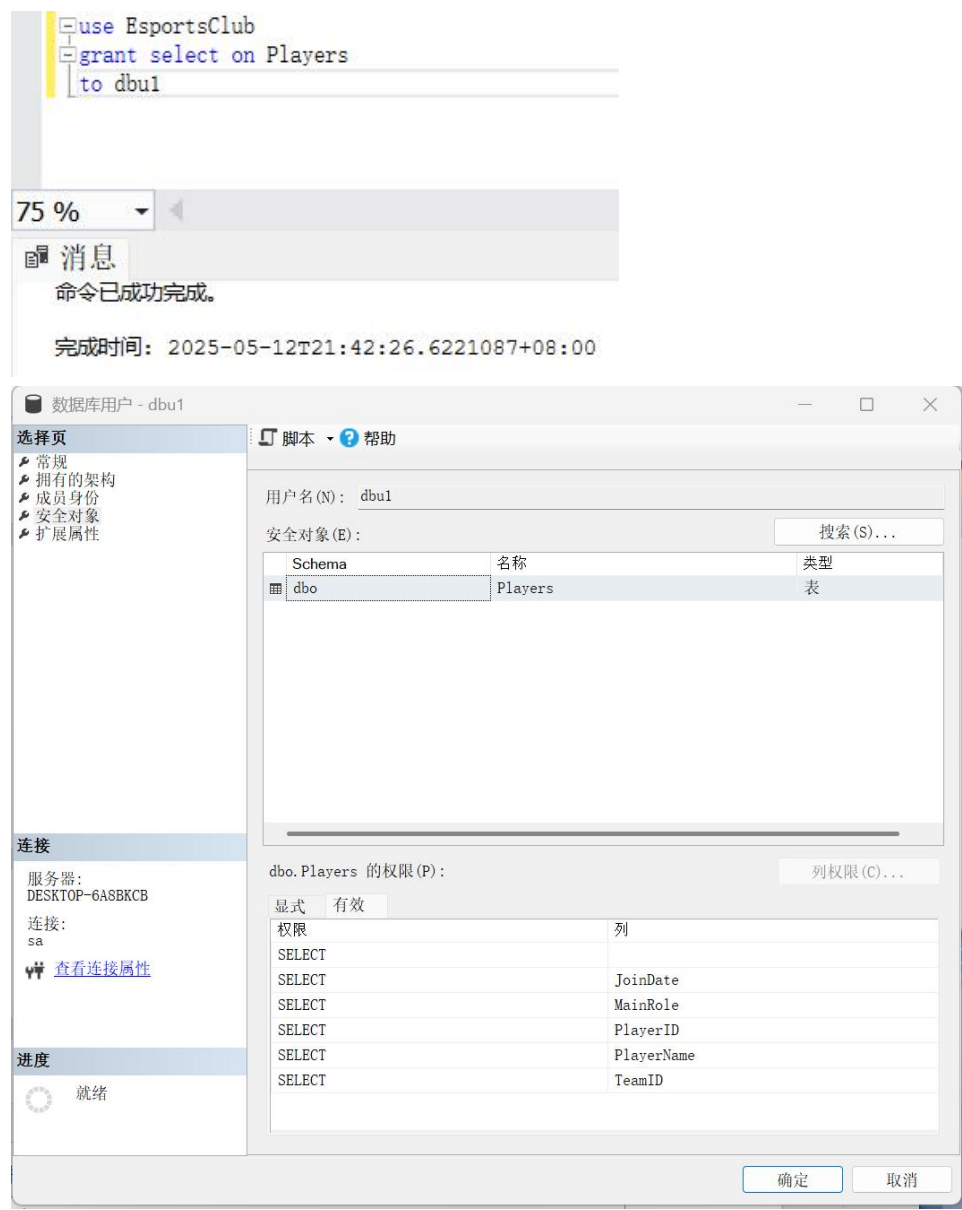 use EsportsClub
grant select on Players
to dbu1
75 %
消息
命令已成功完成。
完成时间: 2025-05-12T21:42:26.6221087+08:00
数据库用户 - dbu1
选择页
常规
拥有的架构
成员身份
安全对象
扩展属性
脚本 帮助
用户名(N): dbu1
安全对象(E): 搜索(S)...
Schema 名称 类型
dbo Players 表
连接
服务器:
DESKTOP-6A8BKCB
连接:
sa
查看连接属性
进度
就绪
dbo.Players 的权限(P): 列权限(C)...
显式 有效
权限 列
SELECT
SELECT JoinDate
SELECT MainRole
SELECT PlayerID
SELECT PlayerName
SELECT TeamID
确定 取消